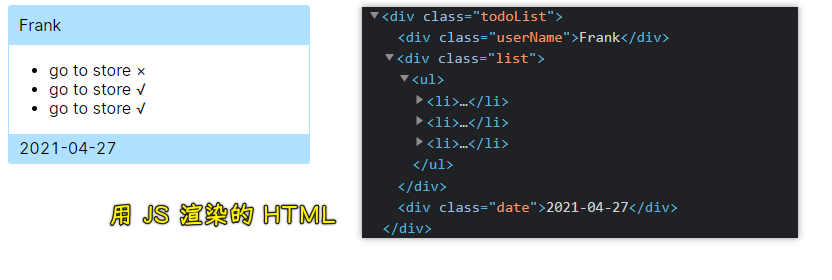 Frank
• go to store ×
• go to store √
• go to store √
2021-04-27
用 JS 渲染的 HTML
▼<div class="todoList">
<div class="userName">Frank</div>
▼<div class="list">
▼<ul>
▶<li>…</li>
▶<li>…</li>
▶<li>…</li>
</ul>
</div>
<div class="date">2021-04-27</div>
</div>